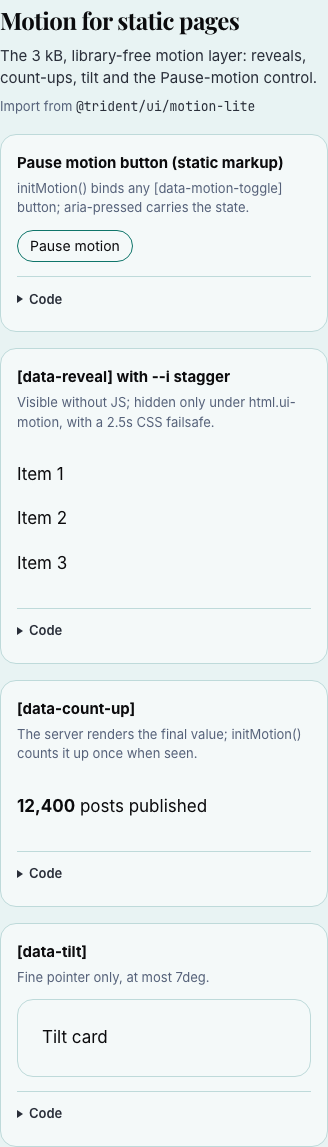 Motion for static pages
The 3 kB, library-free motion layer: reveals,
count-ups, tilt and the Pause-motion control.
Import from @trident/ui/motion-lite
Pause motion button (static markup)
initMotion() binds any [data-motion-toggle]
button; aria-pressed carries the state.
Pause motion
Code
[data-reveal] with --i stagger
Visible without JS; hidden only under html.ui-
motion, with a 2.5s CSS failsafe.
Item 1
Item 2
Item 3
Code
[data-count-up]
The server renders the final value; initMotion()
counts it up once when seen.
12,400 posts published
Code
[data-tilt]
Fine pointer only, at most 7deg.
Tilt card
Code